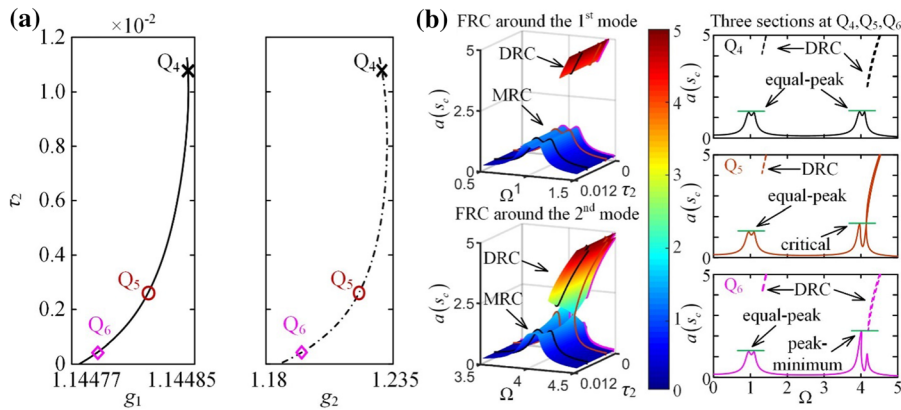 (a)
×10⁻²
τ₂
1.2
1.0
0.8
0.6
0.4
0.2
0
Q₄
Q₅
Q₆
1.14477
1.14485
g₁
Q₄
Q₅
Q₆
1.18
1.235
g₂
(b)
FRC around the 1ˢᵗ mode
DRC
MRC
a(s_c)
5
2.5
0
0.5
Ω
1
1.5
0.012
τ₂
0
FRC around the 2ⁿᵈ mode
DRC
MRC
a(s_c)
5
2.5
0
3.5
Ω
4
4.5
0.012
τ₂
0
5
4
3
2
1
0
Three sections at Q₄,Q₅,Q₆
a(s_c)
5
0
Q₄
DRC
equal-peak
a(s_c)
5
0
Q₅
DRC
equal-peak
critical
a(s_c)
5
0
Q₆
DRC
equal-peak
peak-
minimum
0 1 2 3 4 5
Ω